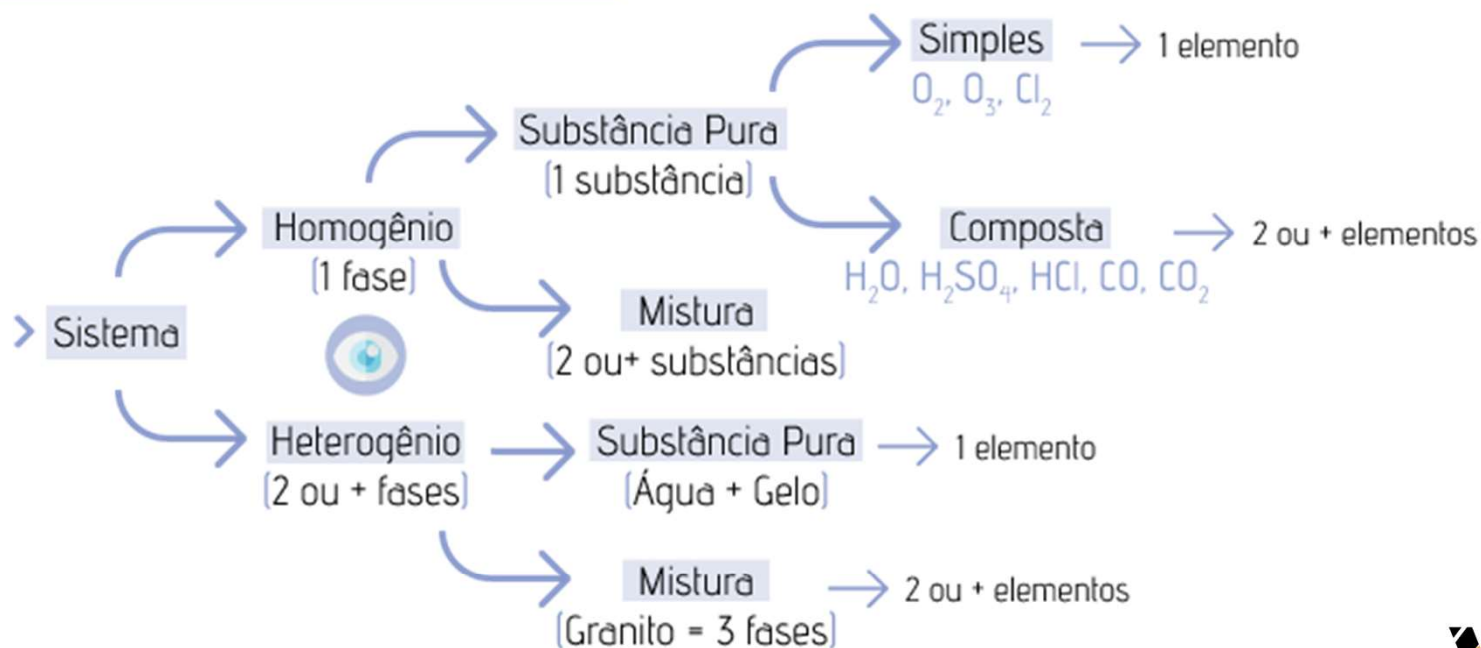 Simples → 1 elemento
O₂, O₃, Cl₂
Substância Pura
(1 substância)
Homogênio
(1 fase)
Composta → 2 ou + elementos
H₂O, H₂SO₄, HCl, CO, CO₂
Mistura
(2 ou+ substâncias)
> Sistema
Heterogênio
(2 ou + fases)
Substância Pura → 1 elemento
(Água + Gelo)
Mistura → 2 ou + elementos
(Granito = 3 fases)